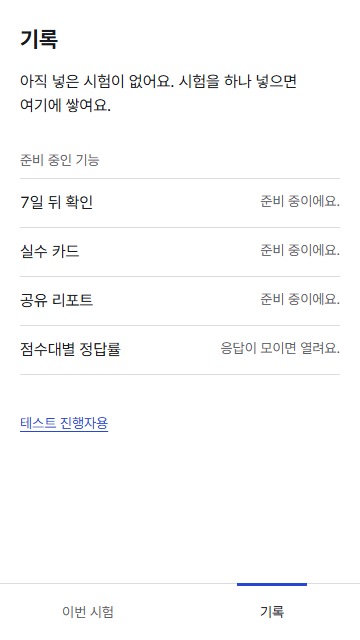 기록
아직 넣은 시험이 없어요. 시험을 하나 넣으면
여기에 쌓여요.
준비 중인 기능
7일 뒤 확인 준비 중이에요.
실수 카드 준비 중이에요.
공유 리포트 준비 중이에요.
점수대별 정답률 응답이 모이면 열려요.
테스트 진행자용
이번 시험 기록